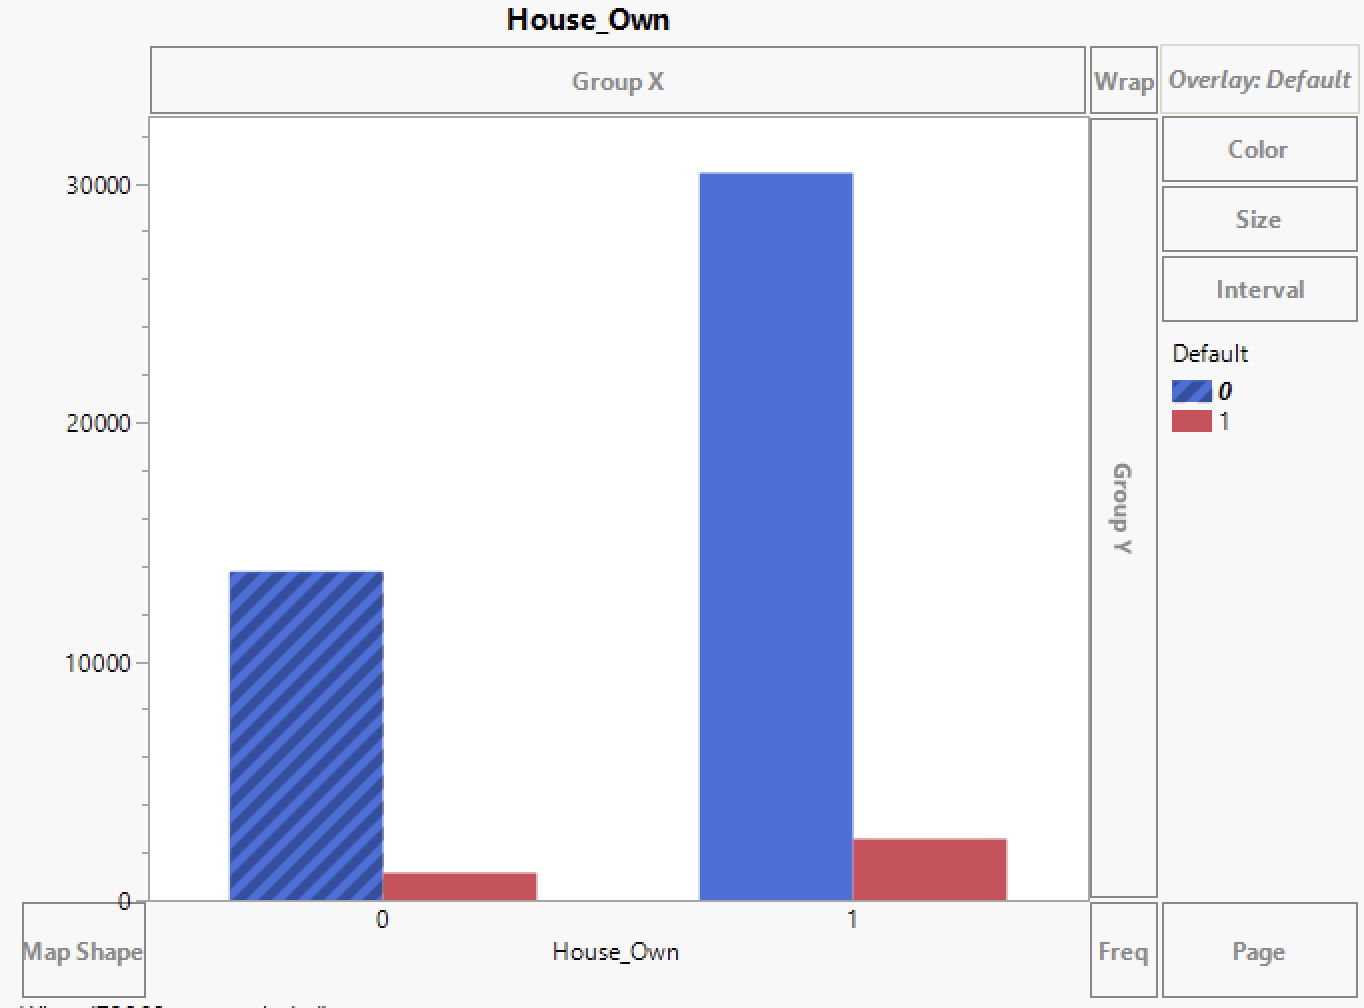 House_Own
Group X
Wrap
Overlay: Default
Color
Size
Interval
Default
0
1
30000
20000
10000
0
Group Y
0
1
House_Own
Map Shape
Freq
Page